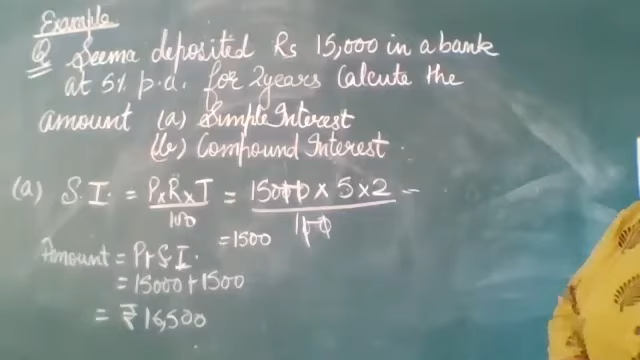 Example
Q Seema deposited Rs 15,000 in a bank
at 5% p.a. for 2years Calcute the
amount (a) Simple Interest
(b) Compound Interest.
(a) S.I. = P×R×T/100 = 15000 × 5 × 2/100 =
=1500
Amount = P+S.I.
= 15000+1500
= ₹16,500